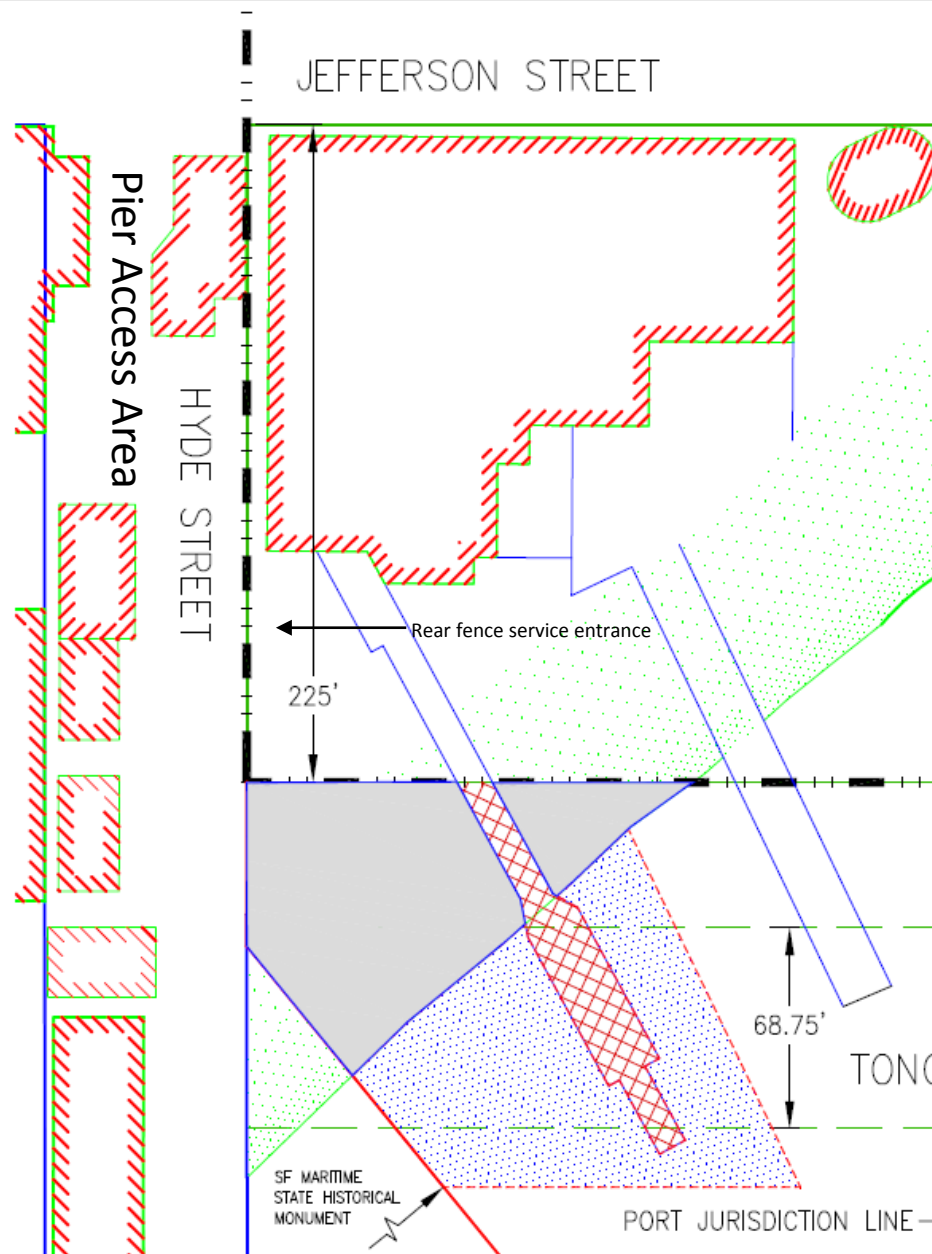 JEFFERSON STREET
Pier Access Area
HYDE STREET
Rear fence service entrance
225'
68.75'
SF MARITIME
STATE HISTORICAL
MONUMENT
PORT JURISDICTION LINE